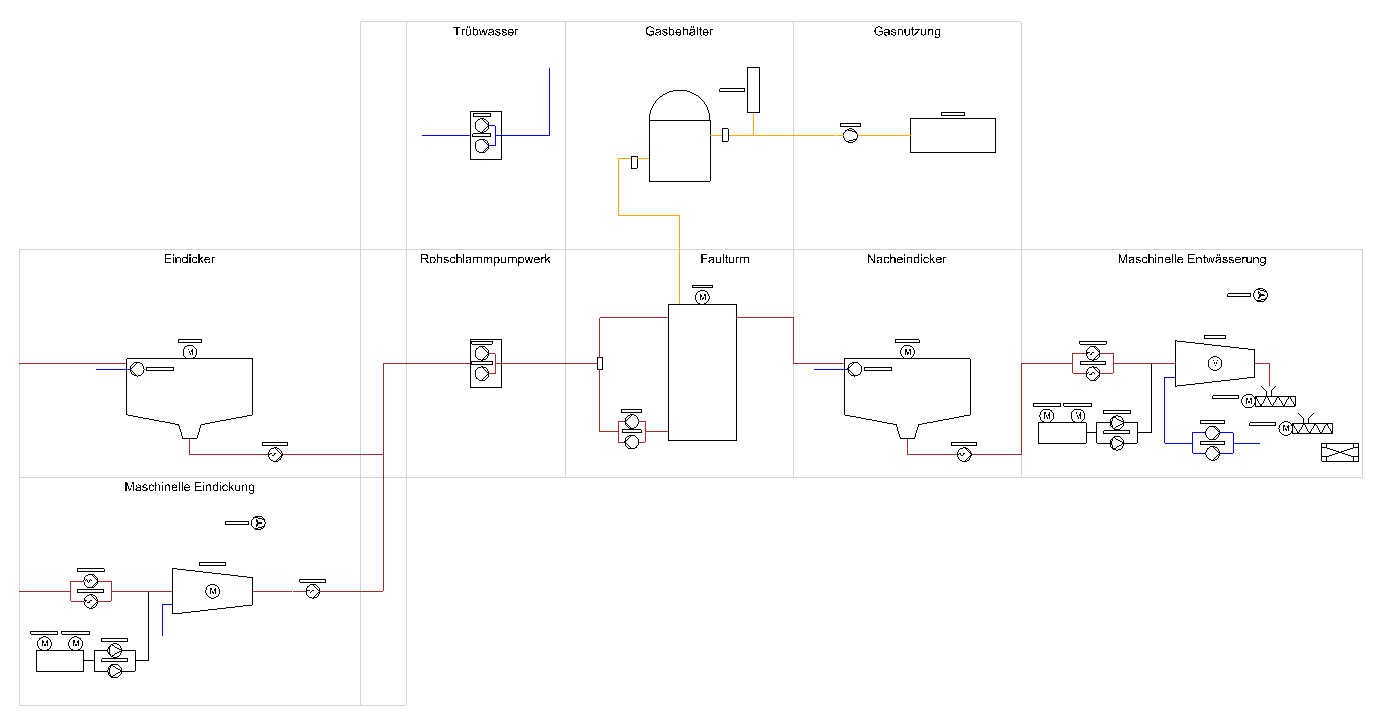 Trübwasser
Gasbehälter
Gasnutzung
Eindicker
Rohschlammpumpwerk
Faulturm
Nacheindicker
Maschinelle Entwässerung
M
M
M
M
M
V
M
M
Maschinelle Eindickung
M
M
M